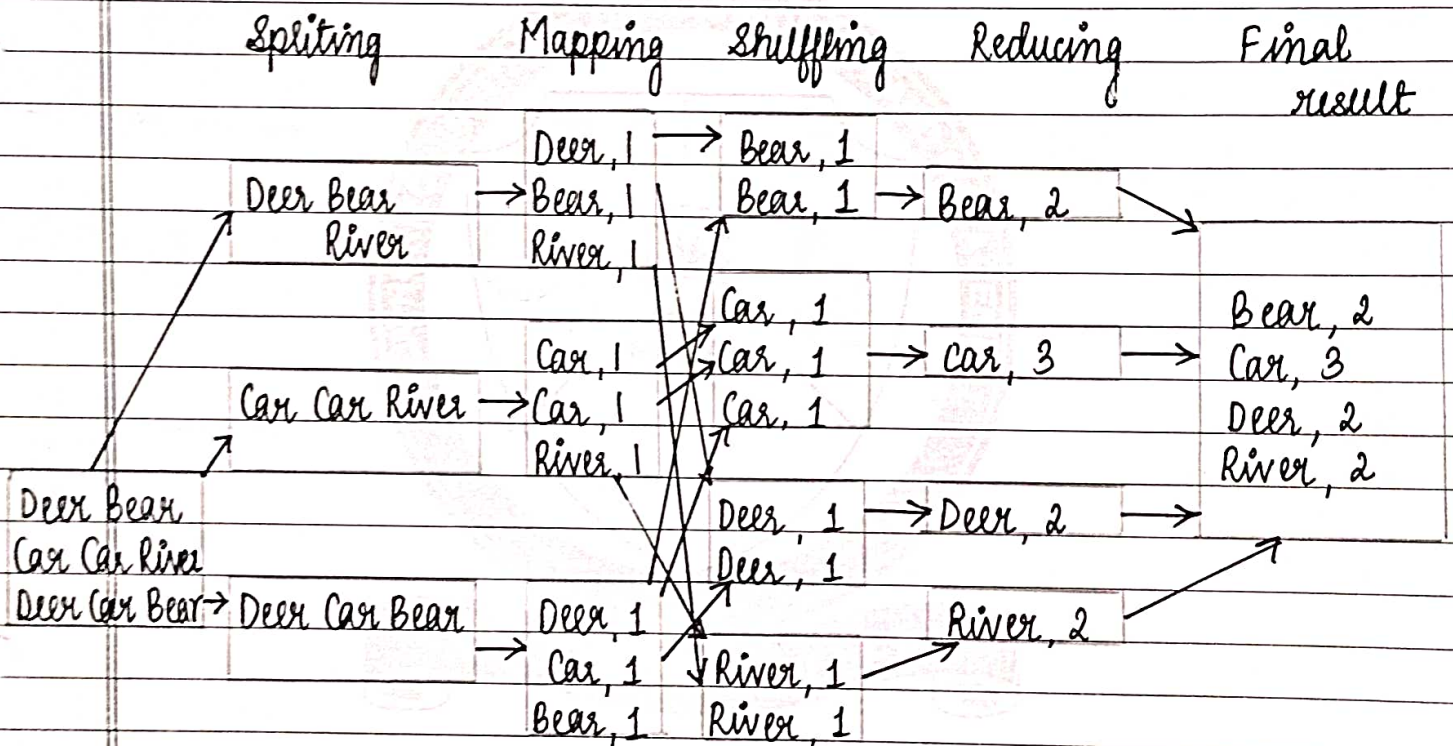 Spliting Mapping Shuffling Reducing Final
result
Deer Bear
Car Car River
Deer Car Bear
Deer Bear
River
Car Car River
Deer Car Bear
Deer, 1
Bear, 1
River, 1
Car, 1
Car, 1
River, 1
Deer, 1
Car, 1
Bear, 1
Bear, 1
Bear, 1
Car, 1
Car, 1
Car, 1
Deer, 1
Deer, 1
River, 1
River, 1
Bear, 2
Car, 3
Deer, 2
River, 2
Bear, 2
Car, 3
Deer, 2
River, 2